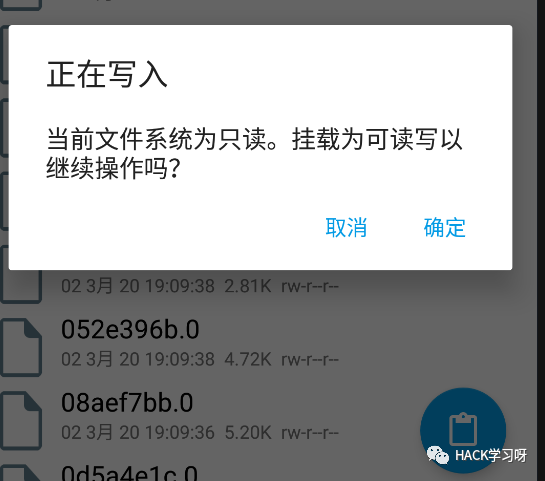 正在写入
当前文件系统为只读。挂载为可读写以
继续操作吗？
取消 确定
02 3月 20 19:09:38 2.81K rw-r--r--
052e396b.0
02 3月 20 19:09:38 4.72K rw-r--r--
08aef7bb.0
02 3月 20 19:09:36 5.20K rw-r--r--
HACK学习呀
0d5a4e1c.0